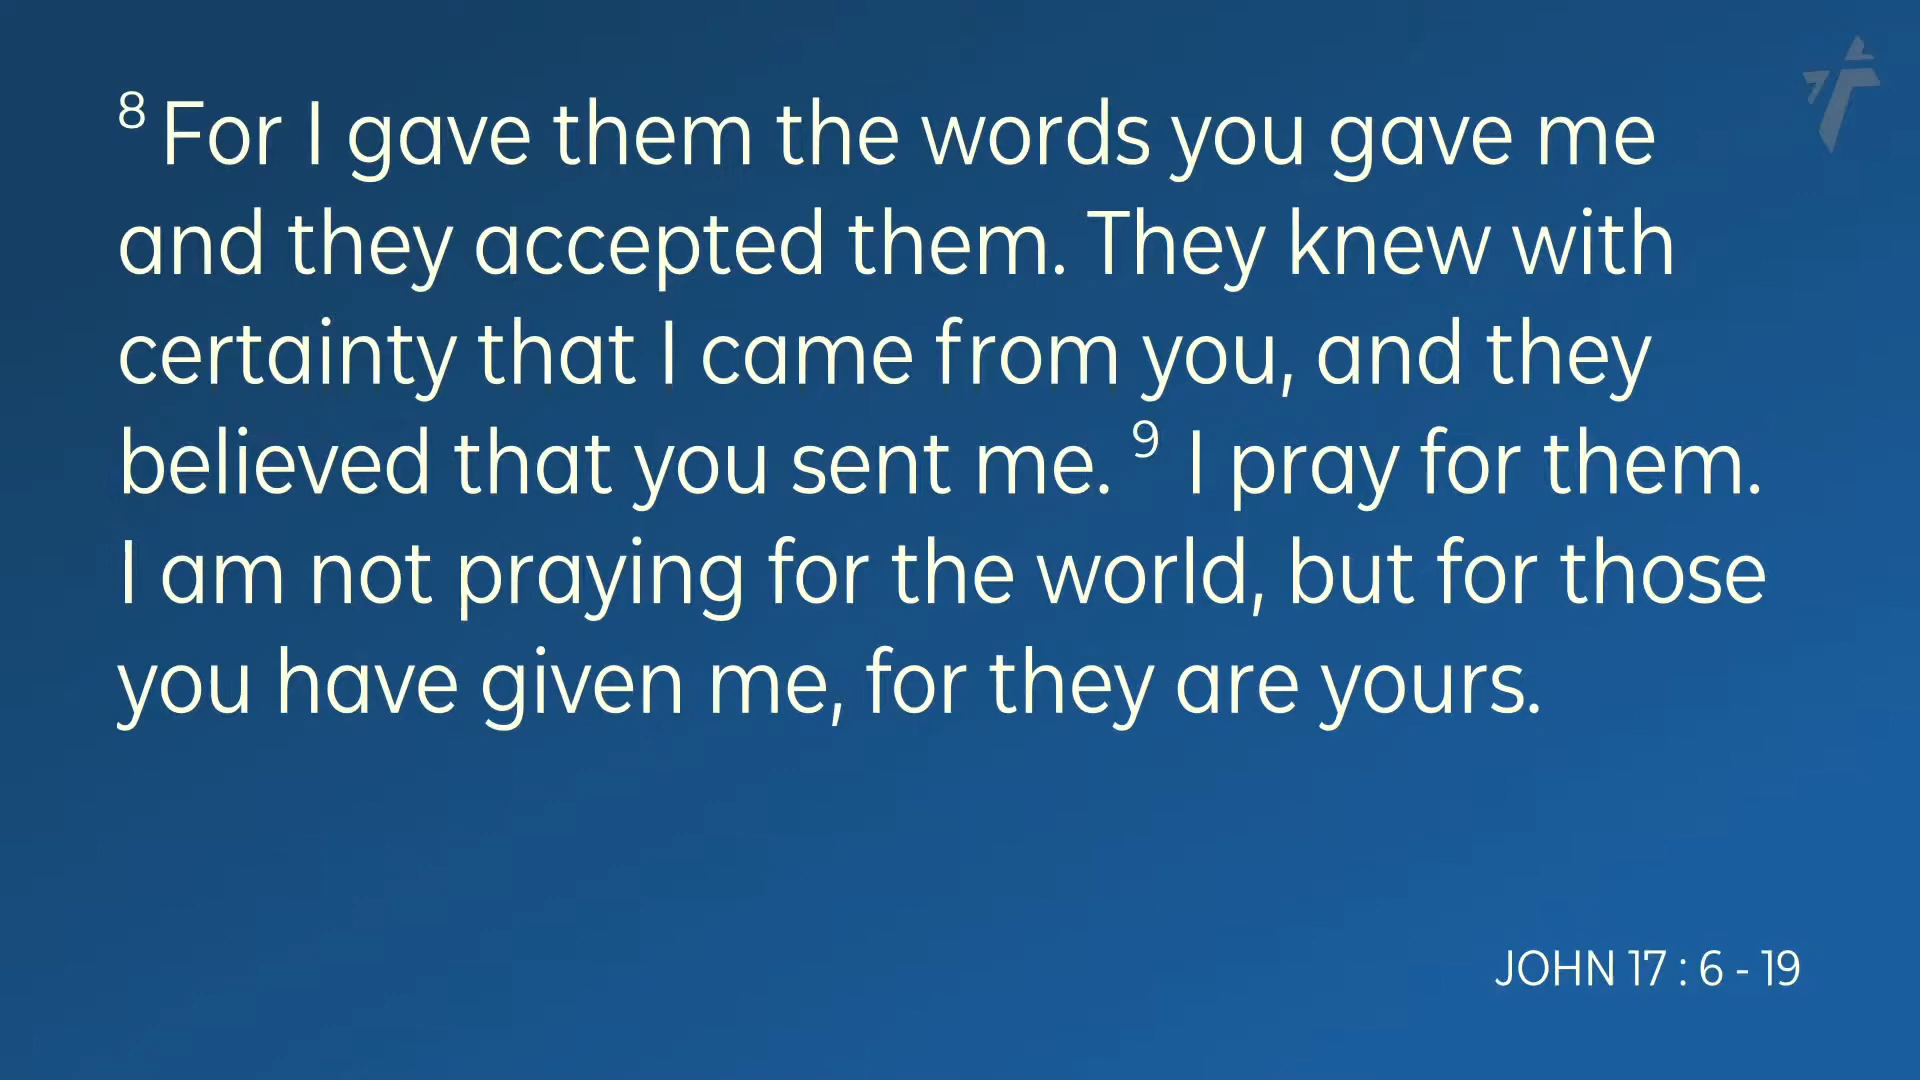 8 For I gave them the words you gave me
and they accepted them. They knew with
certainty that I came from you, and they
believed that you sent me. 9 I pray for them.
I am not praying for the world, but for those
you have given me, for they are yours.
JOHN 17 : 6 - 19